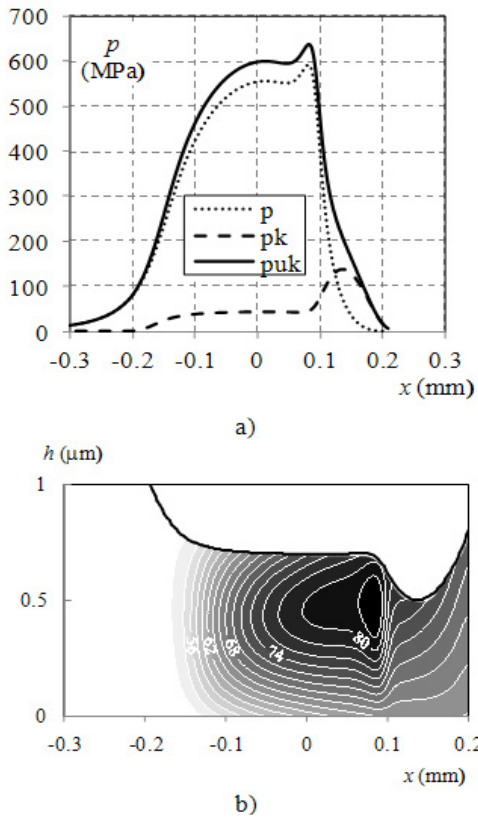 700
600
500
400
300
200
100
0
p
(MPa)
p
pk
puk
-0.3 -0.2 -0.1 0 0.1 0.2 0.3
x (mm)
a)
h (μm)
1
0.5
0
56 62 68 74 80
-0.3 -0.2 -0.1 0 0.1 0.2
x (mm)
b)